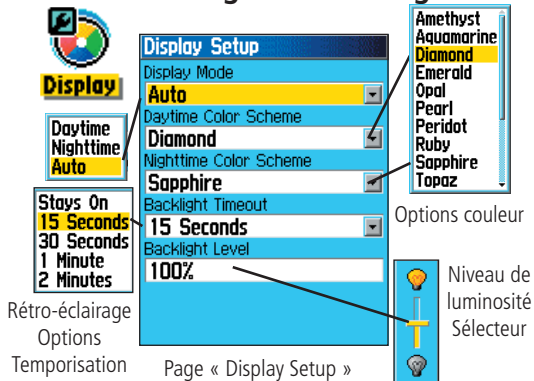 Display
Daytime
Nighttime
Auto
Stays On
15 Seconds
30 Seconds
1 Minute
2 Minutes
Rétro-éclairage
Options
Temporisation
Display Setup
Display Mode
Auto
Daytime Color Scheme
Diamond
Nighttime Color Scheme
Sapphire
Backlight Timeout
15 Seconds
Backlight Level
100%
Page « Display Setup »
Amethyst
Aquamarine
Diamond
Emerald
Opal
Pearl
Peridot
Ruby
Sapphire
Topaz
Options couleur
Niveau de
luminosité
Sélecteur